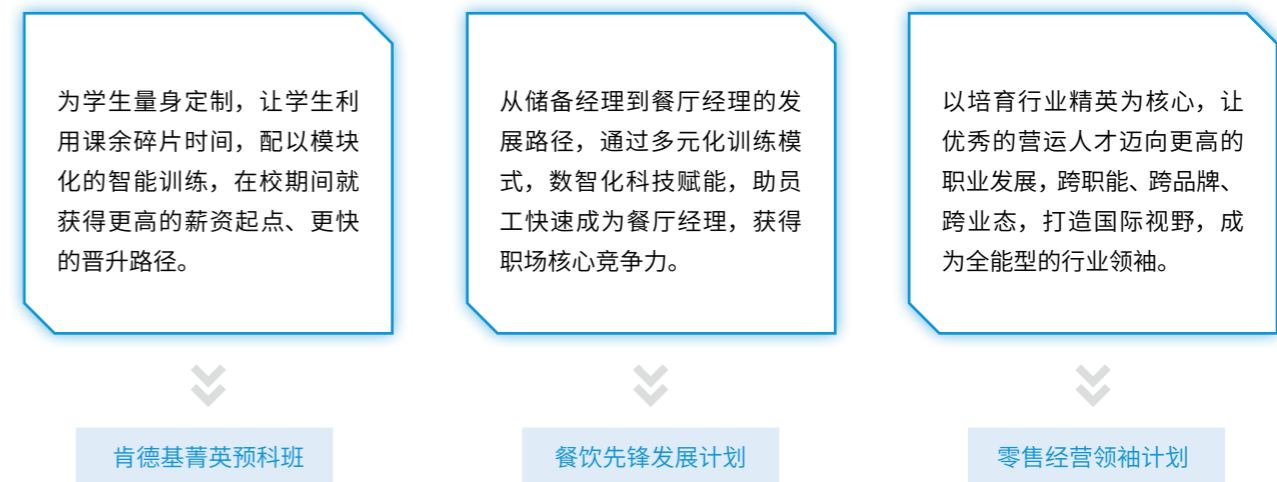 为学生量身定制，让学生利
用课余碎片时间，配以模块
化的智能训练，在校期间就
获得更高的薪资起点、更快
的晋升路径。
肯德基菁英预科班
从储备经理到餐厅经理的发
展路径，通过多元化训练模
式，数智化科技赋能，助员
工快速成为餐厅经理，获得
职场核心竞争力。
餐饮先锋发展计划
以培育行业精英为核心，让
优秀的营运人才迈向更高的
职业发展，跨职能、跨品牌、
跨业态，打造国际视野，成
为全能型的行业领袖。
零售经营领袖计划